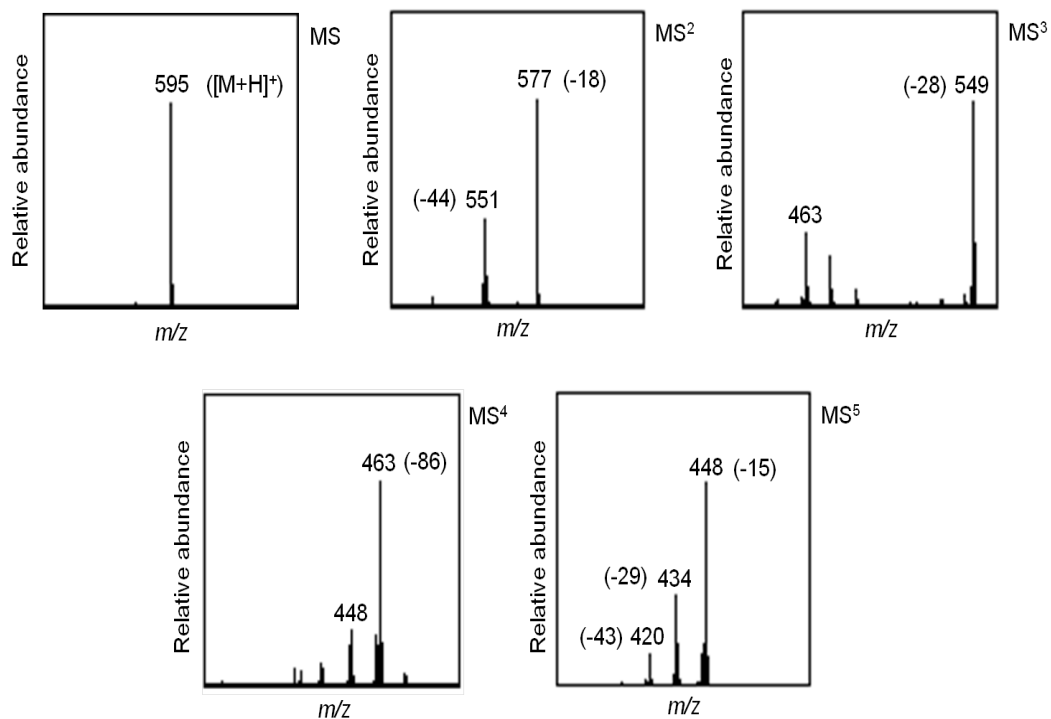 MS
595 ([M+H]⁺)
Relative abundance
m/z
MS²
577 (-18)
(-44) 551
Relative abundance
m/z
MS³
(-28) 549
463
Relative abundance
m/z
MS⁴
463 (-86)
448
Relative abundance
m/z
MS⁵
448 (-15)
(-29) 434
(-43) 420
Relative abundance
m/z